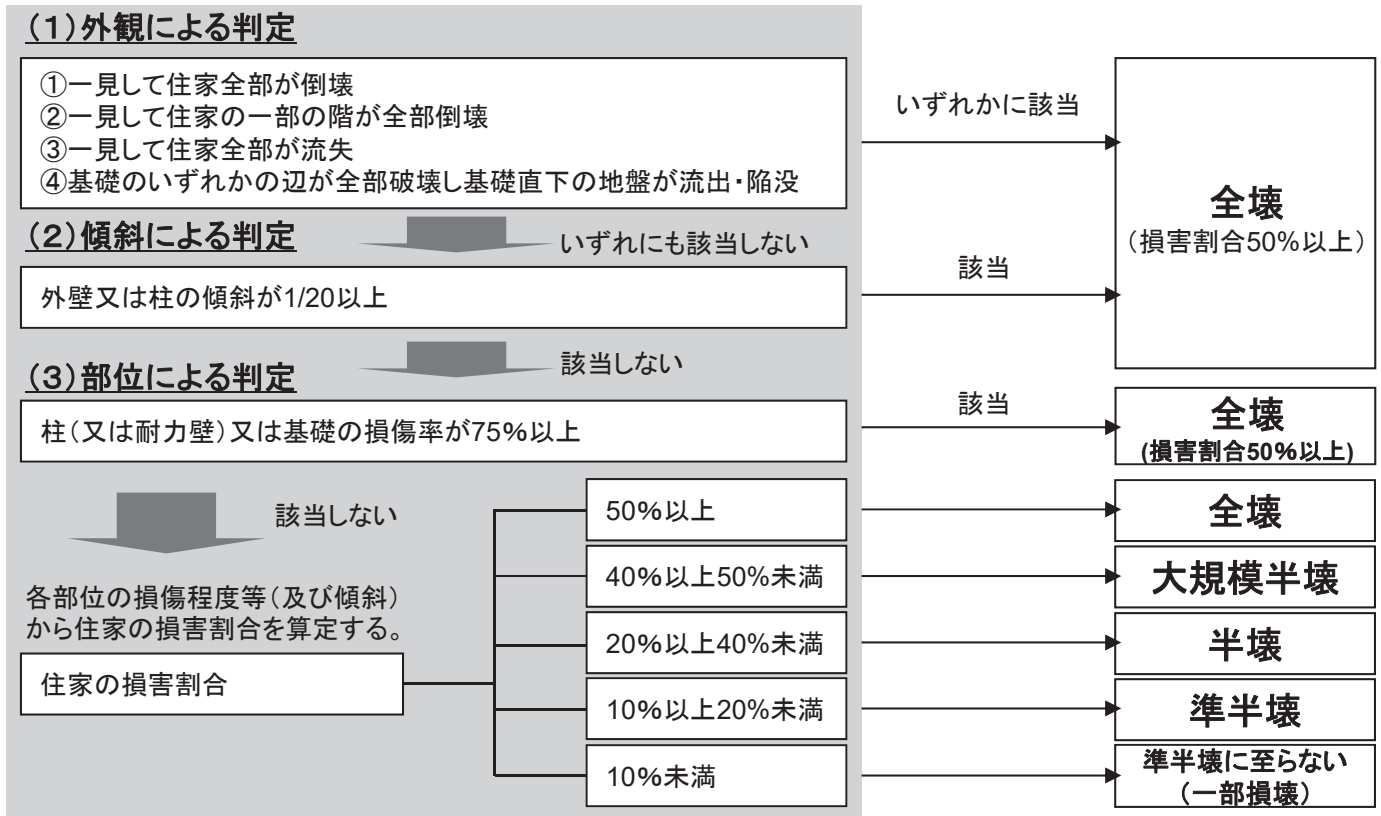 （1）外観による判定
①一見して住家全部が倒壊
②一見して住家の一部の階が全部倒壊
③一見して住家全部が流失
④基礎のいずれかの辺が全部破壊し基礎直下の地盤が流出・陥没
いずれかに該当
全壊
（損害割合50%以上）
いずれにも該当しない
（2）傾斜による判定
外壁又は柱の傾斜が1/20以上
該当
該当しない
（3）部位による判定
柱（又は耐力壁）又は基礎の損傷率が75%以上
該当
全壊
(損害割合50%以上)
該当しない
各部位の損傷程度等（及び傾斜）
から住家の損害割合を算定する。
住家の損害割合
50%以上
全壊
40%以上50%未満
大規模半壊
20%以上40%未満
半壊
10%以上20%未満
準半壊
10%未満
準半壊に至らない
（一部損壊）